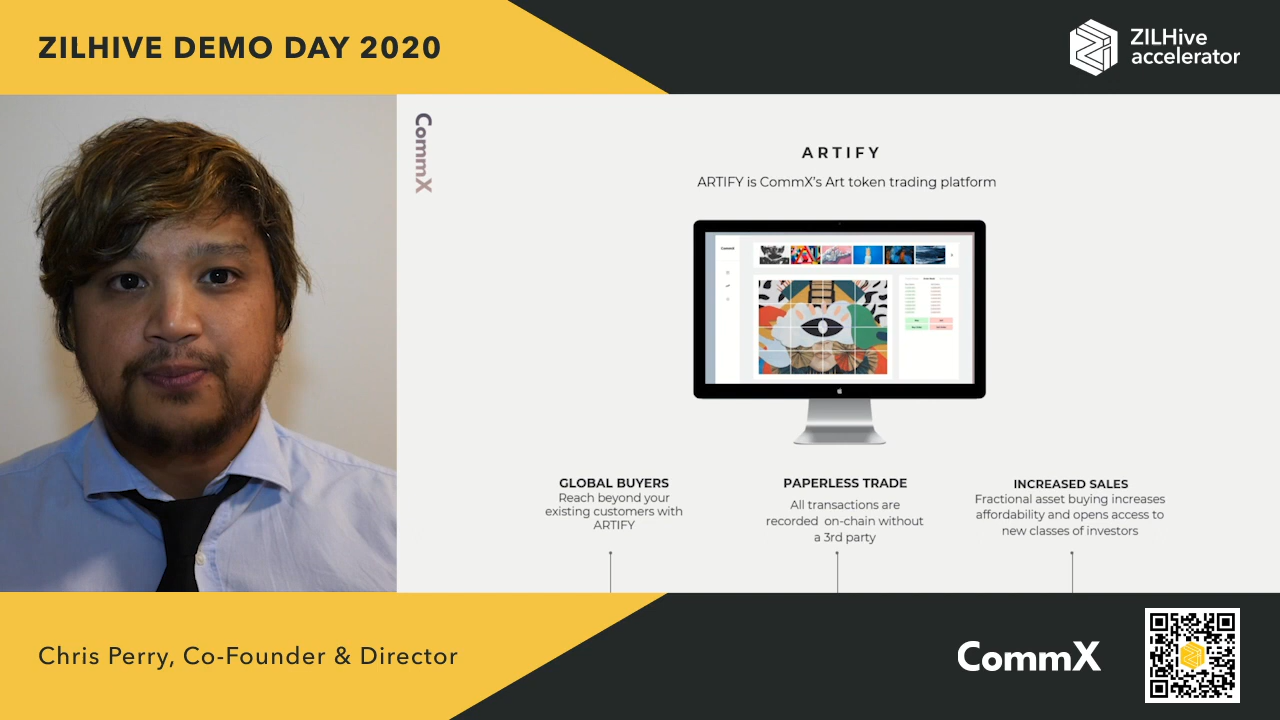 ZILHIVE DEMO DAY 2020
ZILHive
accelerator
CommX
ARTIFY
ARTIFY is CommX's Art token trading platform
CommX
GLOBAL BUYERS
Reach beyond your
existing customers with
ARTIFY
PAPERLESS TRADE
All transactions are
recorded on-chain without
a 3rd party
INCREASED SALES
Fractional asset buying increases
affordability and opens access to
new classes of investors
Chris Perry, Co-Founder & Director
CommX